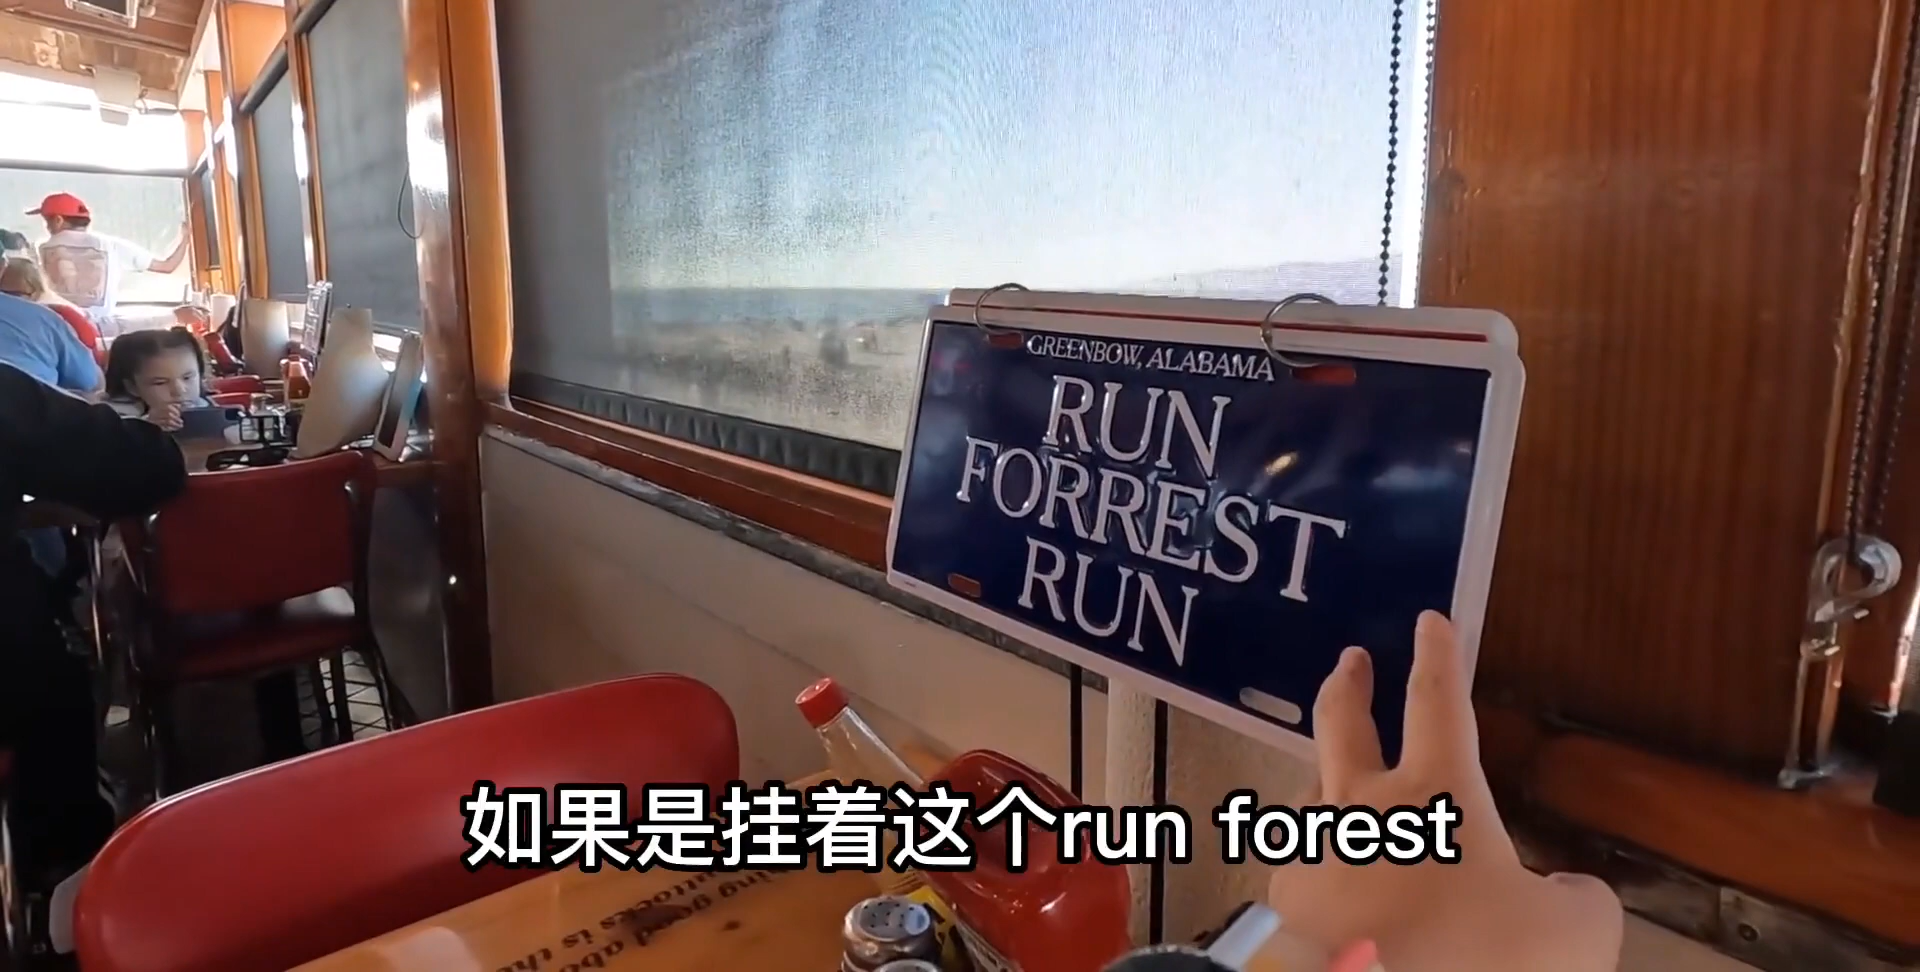 GREENBOW, ALABAMA
RUN
FORREST
RUN
如果是挂着这个run forest